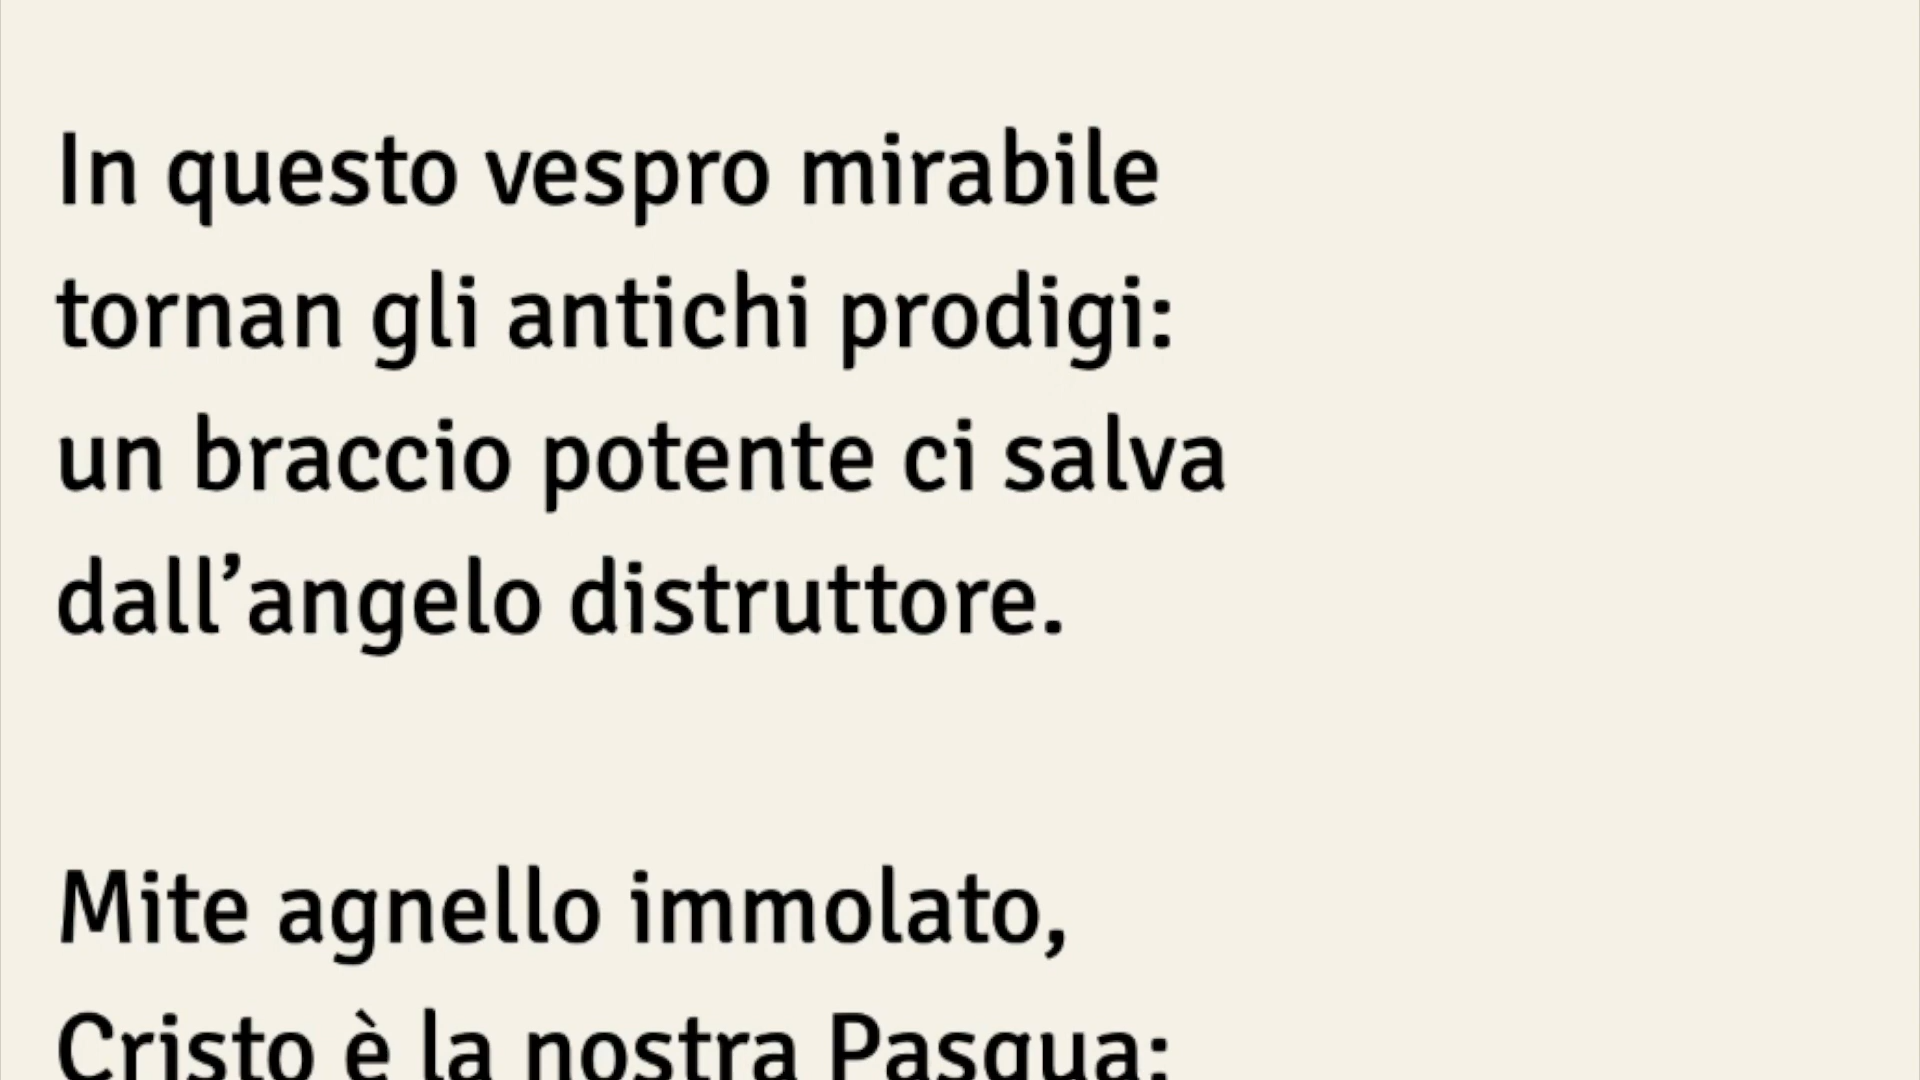 In questo vespro mirabile
tornan gli antichi prodigi:
un braccio potente ci salva
dall’angelo distruttore.
Mite agnello immolato,
Cristo è la nostra Pasqua;